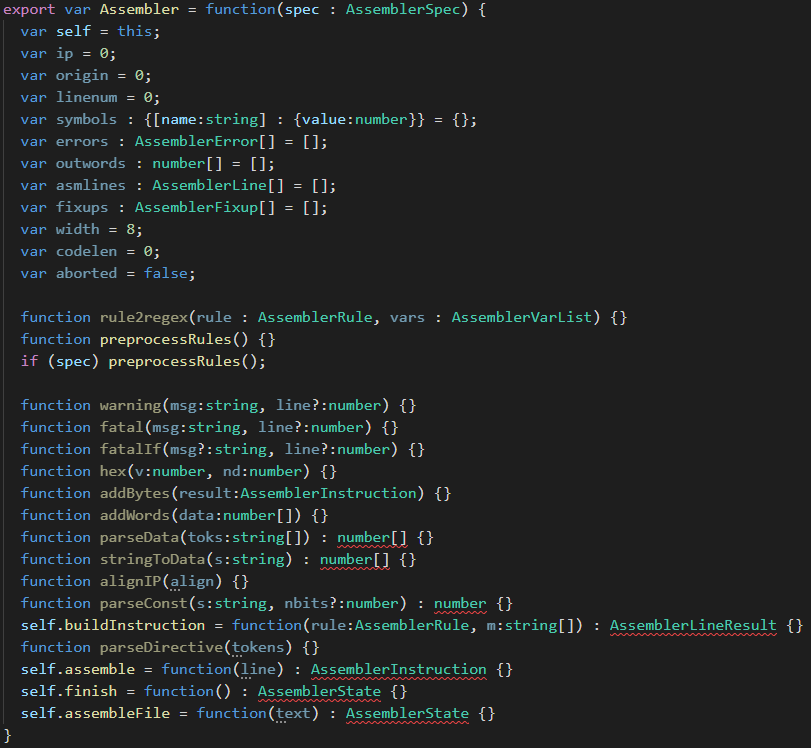 export var Assembler = function(spec : AssemblerSpec) {
  var self = this;
  var ip = 0;
  var origin = 0;
  var linenum = 0;
  var symbols : {[name:string] : {value:number}} = {};
  var errors : AssemblerError[] = [];
  var outwords : number[] = [];
  var asmlines : AssemblerLine[] = [];
  var fixups : AssemblerFixup[] = [];
  var width = 8;
  var codelen = 0;
  var aborted = false;

  function rule2regex(rule : AssemblerRule, vars : AssemblerVarList) {}
  function preprocessRules() {}
  if (spec) preprocessRules();

  function warning(msg:string, line?:number) {}
  function fatal(msg:string, line?:number) {}
  function fatalIf(msg?:string, line?:number) {}
  function hex(v:number, nd:number) {}
  function addBytes(result:AssemblerInstruction) {}
  function addWords(data:number[]) {}
  function parseData(toks:string[]) : number[] {}
  function stringToData(s:string) : number[] {}
  function alignIP(align) {}
  function parseConst(s:string, nbits?:number) : number {}
  self.buildInstruction = function(rule:AssemblerRule, m:string[]) : AssemblerLineResult {}
  function parseDirective(tokens) {}
  self.assemble = function(line) : AssemblerInstruction {}
  self.finish = function() : AssemblerState {}
  self.assembleFile = function(text) : AssemblerState {}
}